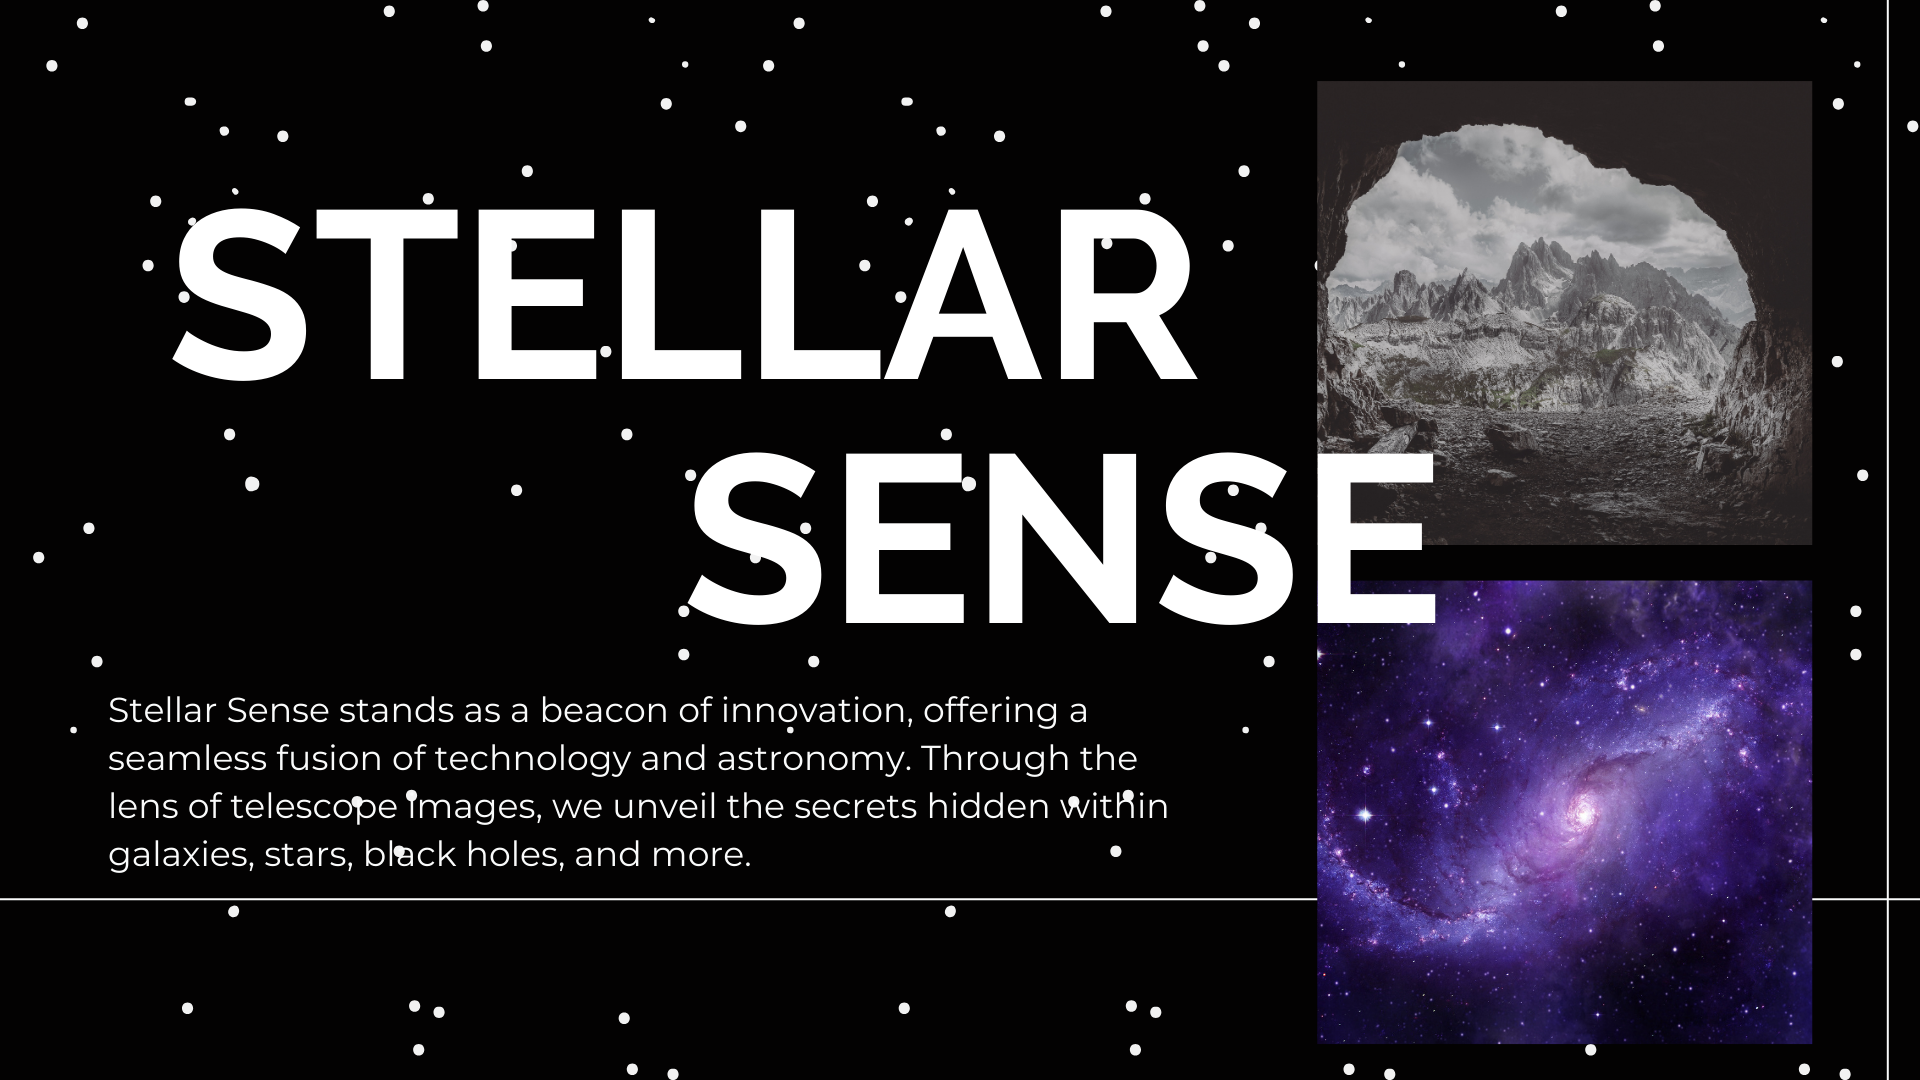 STELLAR
SENSE
Stellar Sense stands as a beacon of innovation, offering a
seamless fusion of technology and astronomy. Through the
lens of telescope images, we unveil the secrets hidden within
galaxies, stars, black holes, and more.